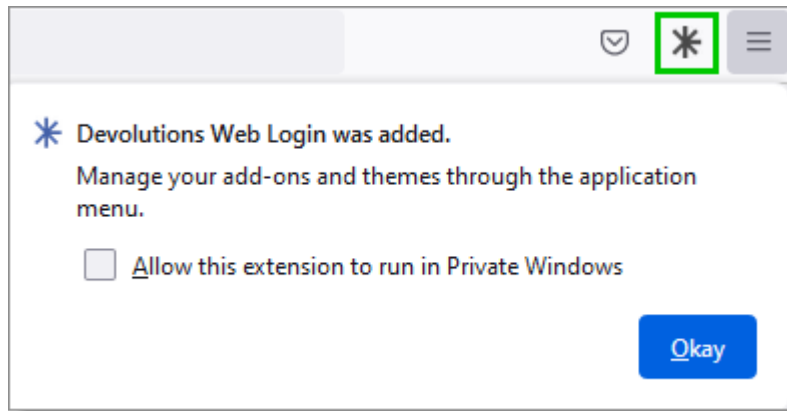 Devolutions Web Login was added.
Manage your add-ons and themes through the application
menu.
Allow this extension to run in Private Windows
Okay